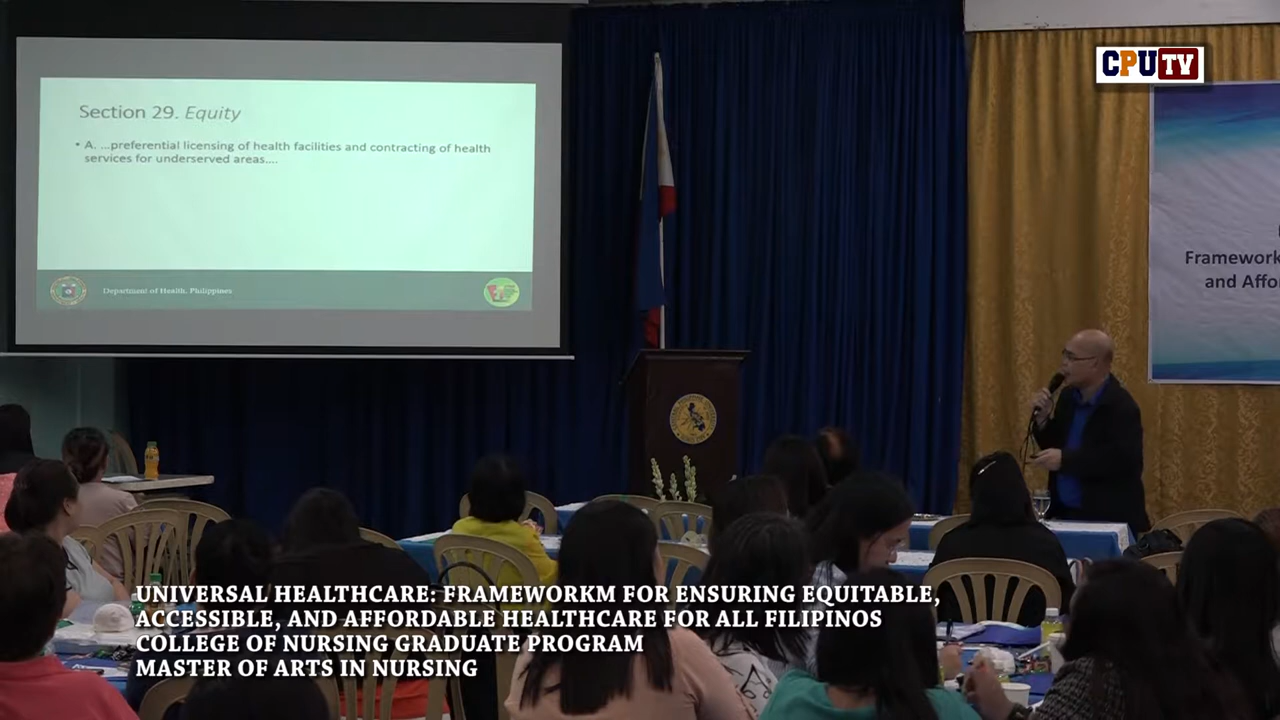 CPUTV
Section 29. Equity
• A. ...preferential licensing of health facilities and contracting of health
services for underserved areas....
Department of Health, Philippines
Framework
and Affo
UNIVERSAL HEALTHCARE: FRAMEWORKM FOR ENSURING EQUITABLE,
ACCESSIBLE, AND AFFORDABLE HEALTHCARE FOR ALL FILIPINOS
COLLEGE OF NURSING GRADUATE PROGRAM
MASTER OF ARTS IN NURSING